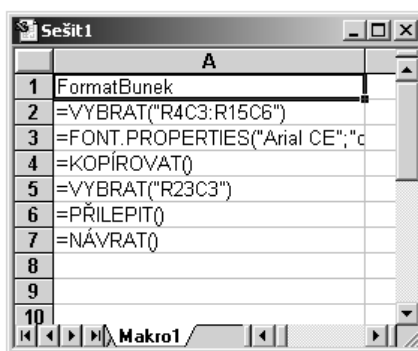 Sešit1
A
1 FormatBunek
2 =VYBRAT("R4C3:R15C6")
3 =FONT.PROPERTIES("Arial CE";"o
4 =KOPÍROVAT()
5 =VYBRAT("R23C3")
6 =PŘILEPIT()
7 =NÁVRAT()
8
9
10
Makro1